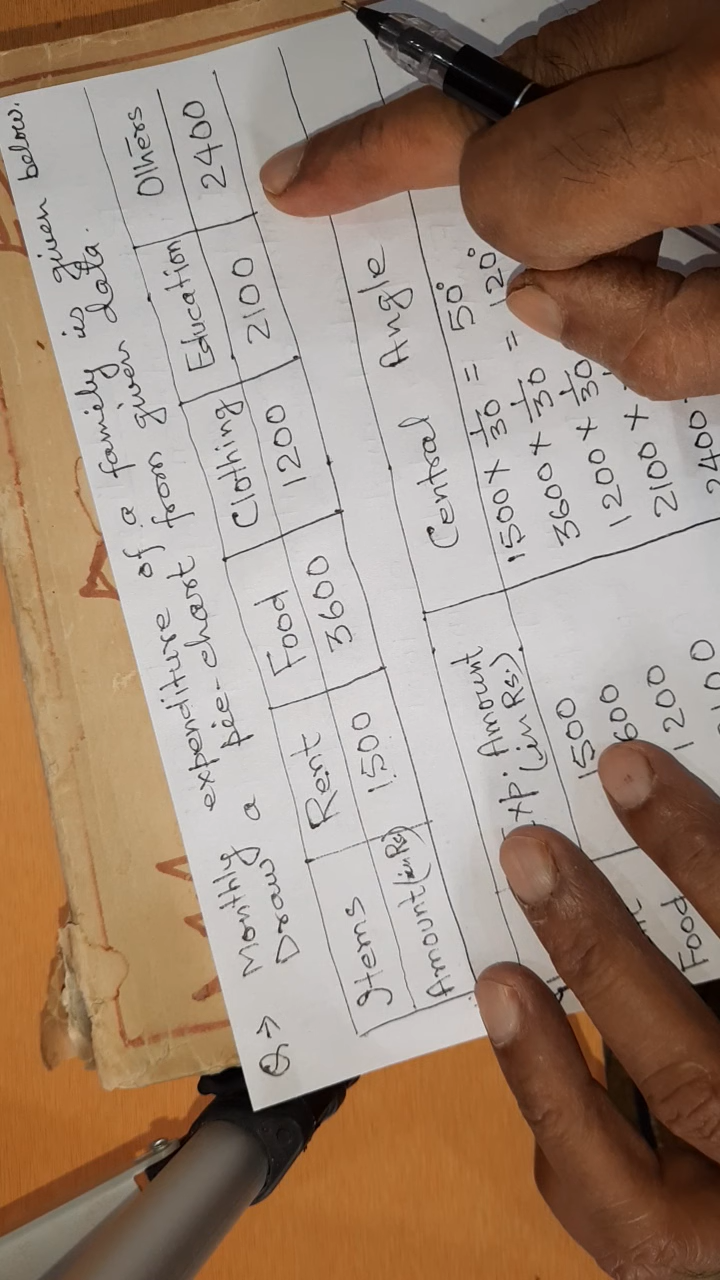 Q→ Monthly expenditure of a family is given below.
Draw a pie-chart from given data.
Items Rent Food Clothing Education Others
Amount (in Rs) 1500 3600 1200 2100 2400
Exp. Amount (in Rs.) Central Angle
1500 1500 × 1/30 = 50°
600 3600 × 1/30 = 120°
Food 1200 1200 × 1/30
100 2100 ×
2400